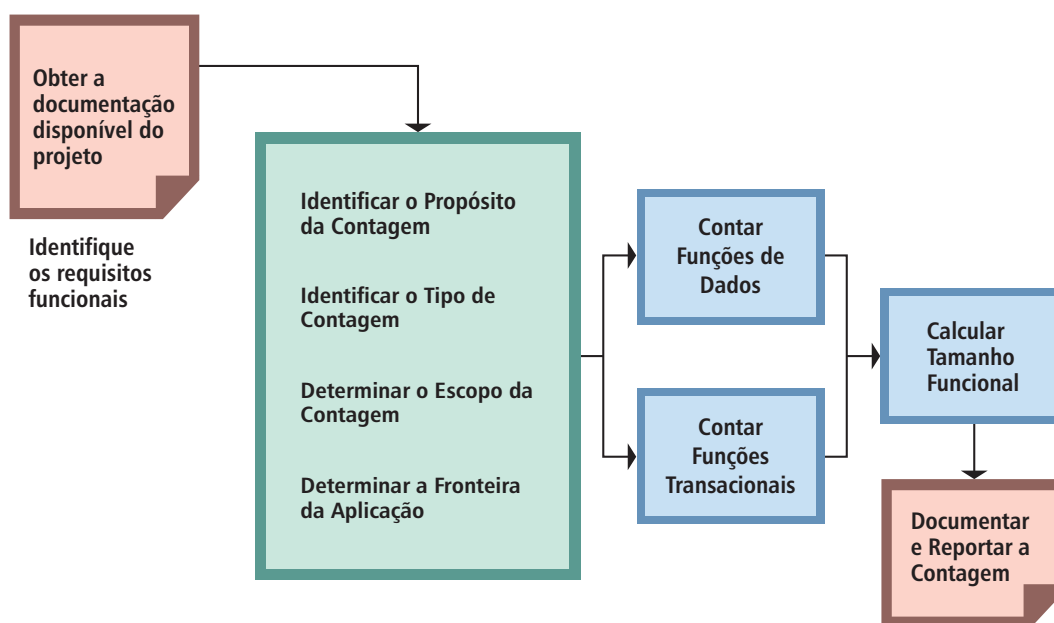 Obter a
documentação
disponível do
projeto
Identifique
os requisitos
funcionais
Identificar o Propósito
da Contagem
Identificar o Tipo de
Contagem
Determinar o Escopo da
Contagem
Determinar a Fronteira
da Aplicação
Contar
Funções de
Dados
Contar
Funções
Transacionais
Calcular
Tamanho
Funcional
Documentar
e Reportar a
Contagem